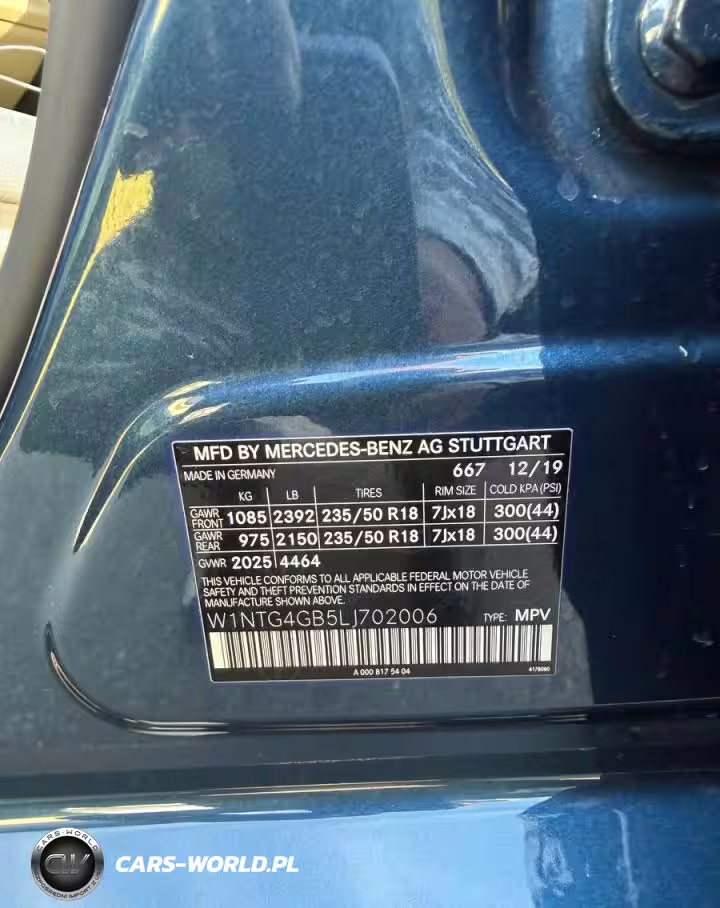 MFD BY MERCEDES-BENZ AG STUTTGART
MADE IN GERMANY 667 12/19
KG LB TIRES RIM SIZE COLD KPA (PSI)
GAWR FRONT 1085 2392 235/50 R18 7Jx18 300(44)
GAWR REAR 975 2150 235/50 R18 7Jx18 300(44)
GVWR 2025 4464
THIS VEHICLE CONFORMS TO ALL APPLICABLE FEDERAL MOTOR VEHICLE
SAFETY AND THEFT PREVENTION STANDARDS IN EFFECT ON THE DATE OF
MANUFACTURE SHOWN ABOVE.
W1NTG4GB5LJ702006 TYPE: MPV
A 000 817 54 04
CARS-WORLD
CW
CARS-WORLD.PL